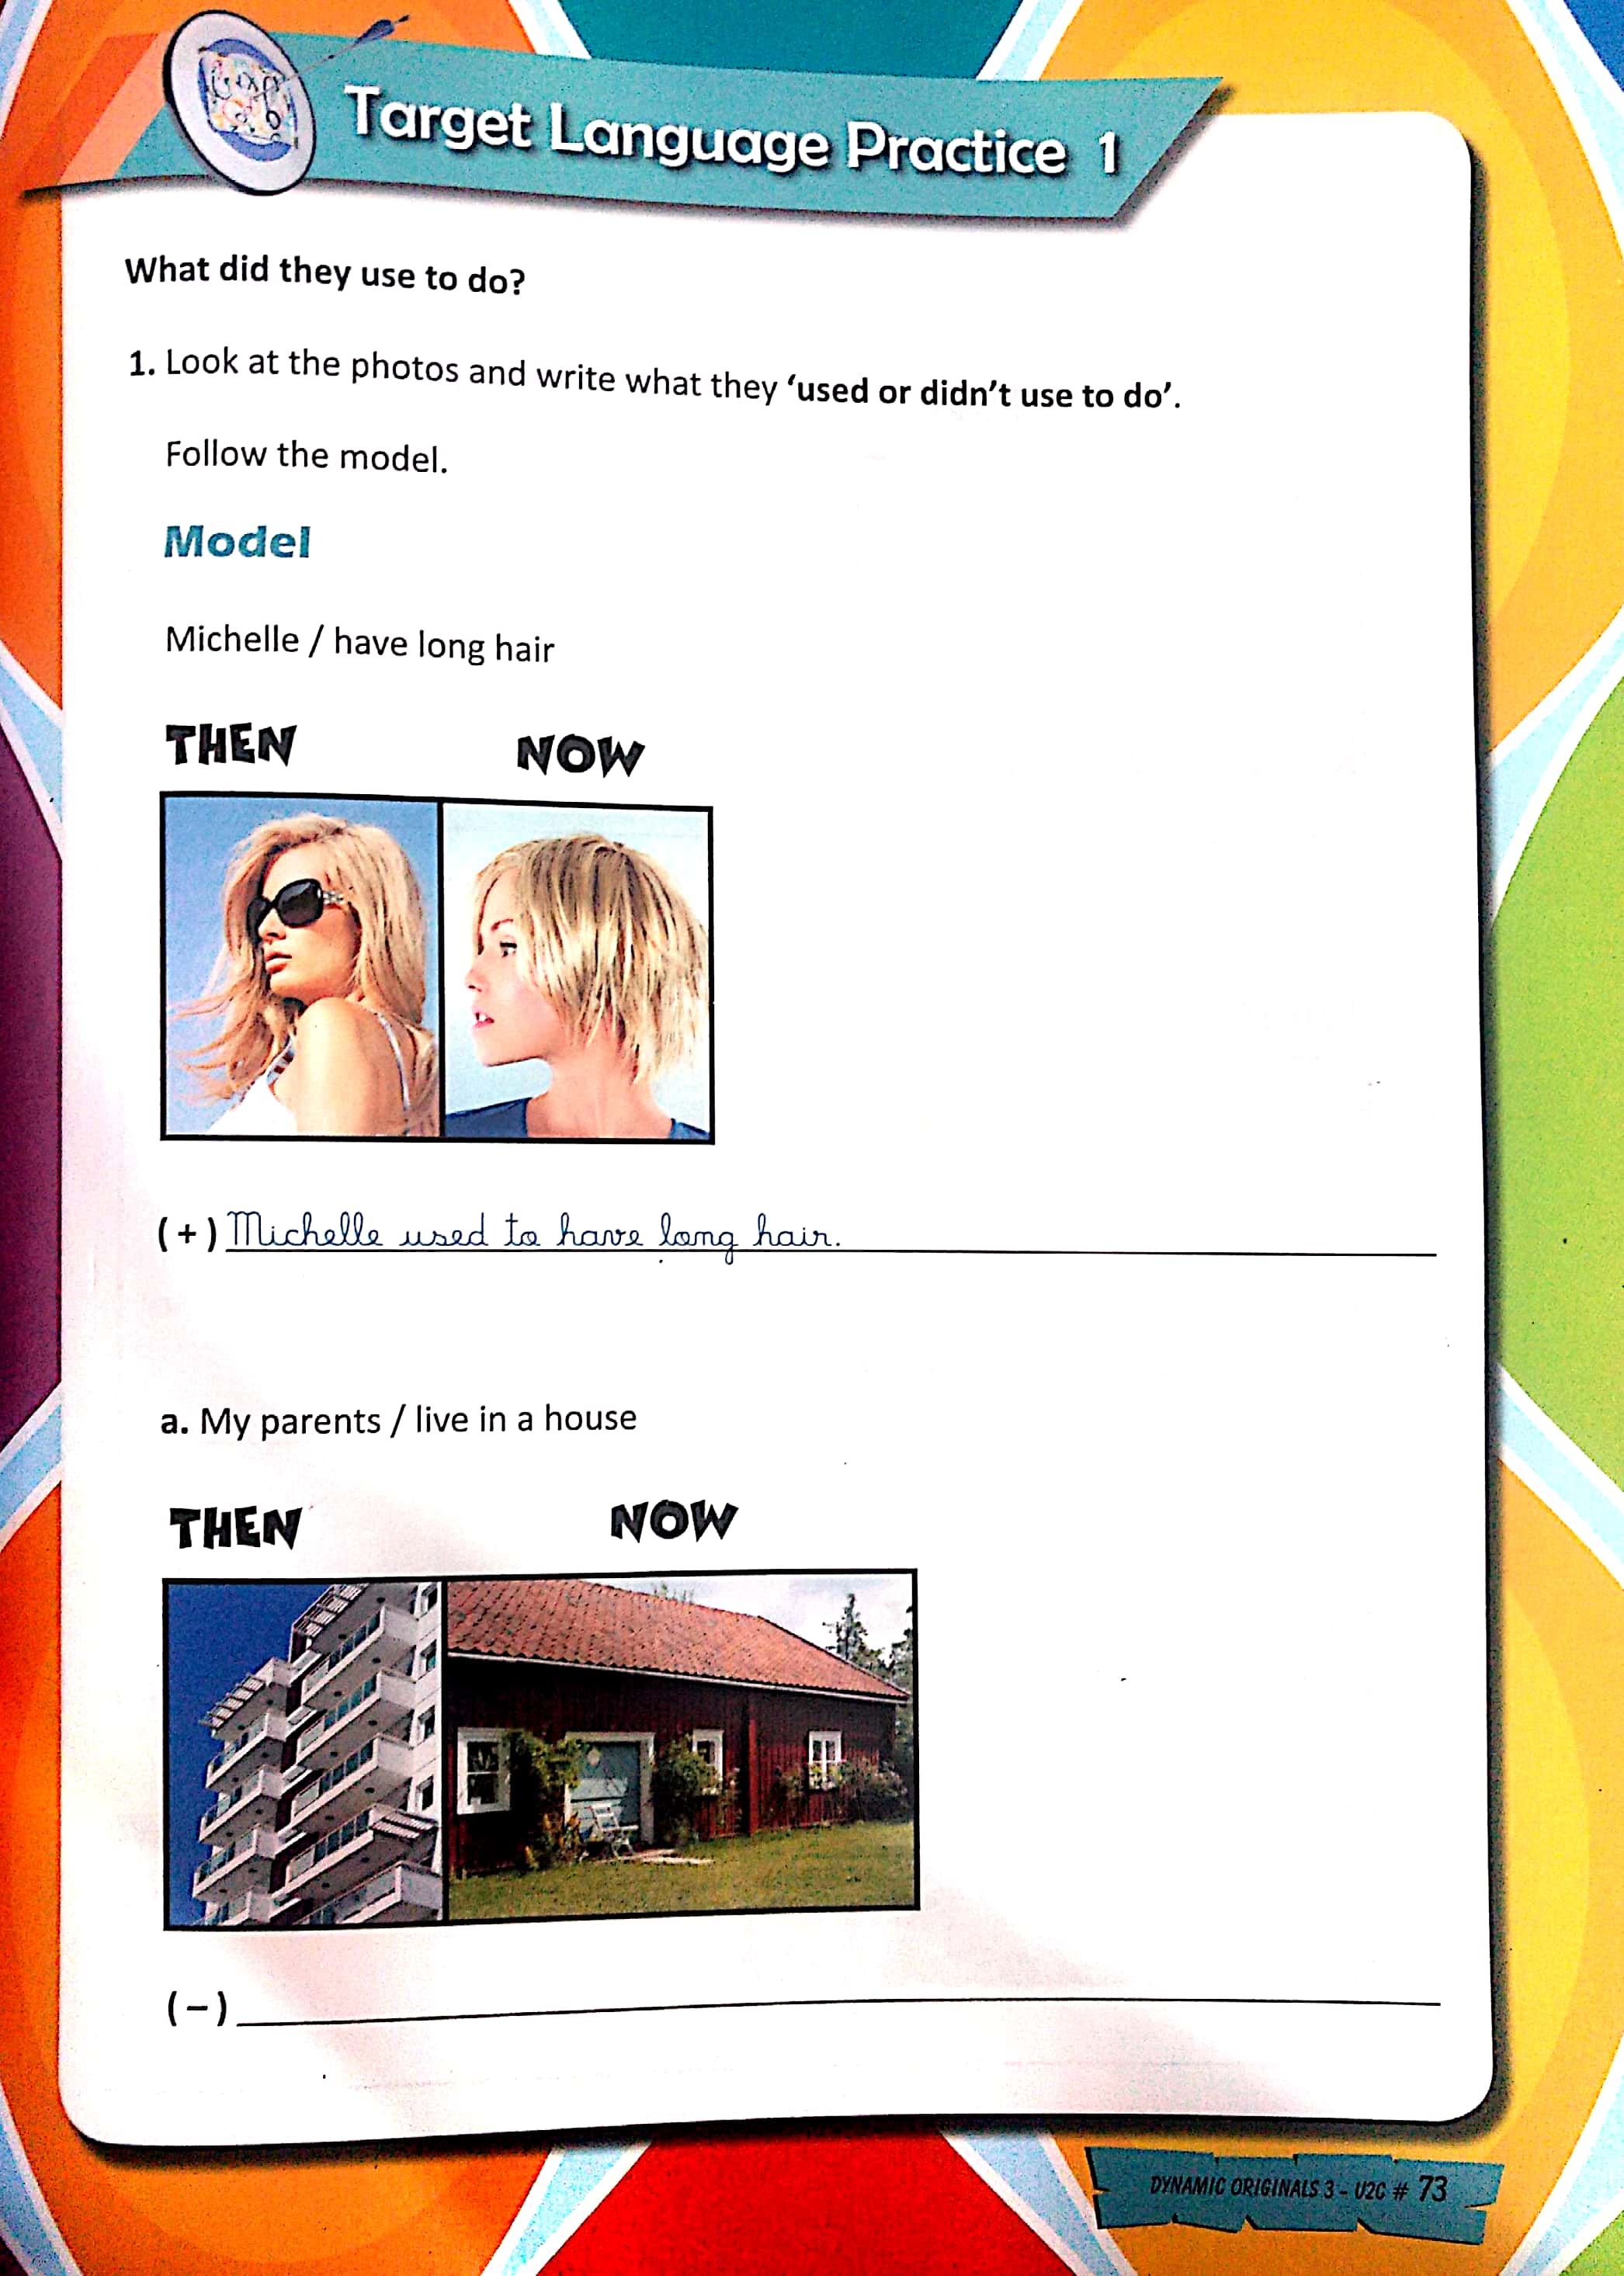 Target Language Practice 1
What did they use to do?
1. Look at the photos and write what they ‘used or didn’t use to do’.
Follow the model.
Model
Michelle / have long hair
THEN NOW
(+) Michelle used to have long hair.
a. My parents / live in a house
THEN NOW
(–)
DYNAMIC ORIGINALS 3 - U2C # 73